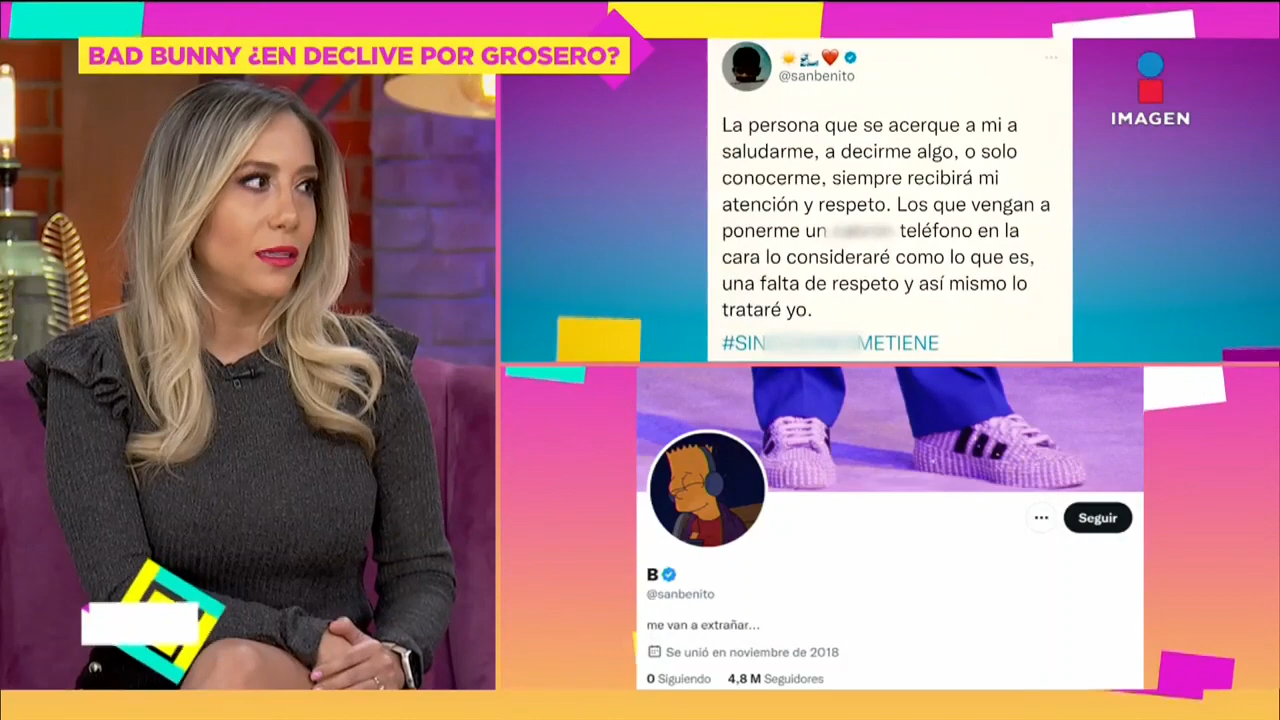 BAD BUNNY ¿EN DECLIVE POR GROSERO?
@sanbenito
La persona que se acerque a mi a
saludarme, a decirme algo, o solo
conocerme, siempre recibirá mi
atención y respeto. Los que vengan a
ponerme un teléfono en la
cara lo consideraré como lo que es,
una falta de respeto y así mismo lo
trataré yo.
#SIN METIENE
IMAGEN
Seguir
B
@sanbenito
me van a extrañar...
Se unió en noviembre de 2018
0 Siguiendo 4,8 M Seguidores